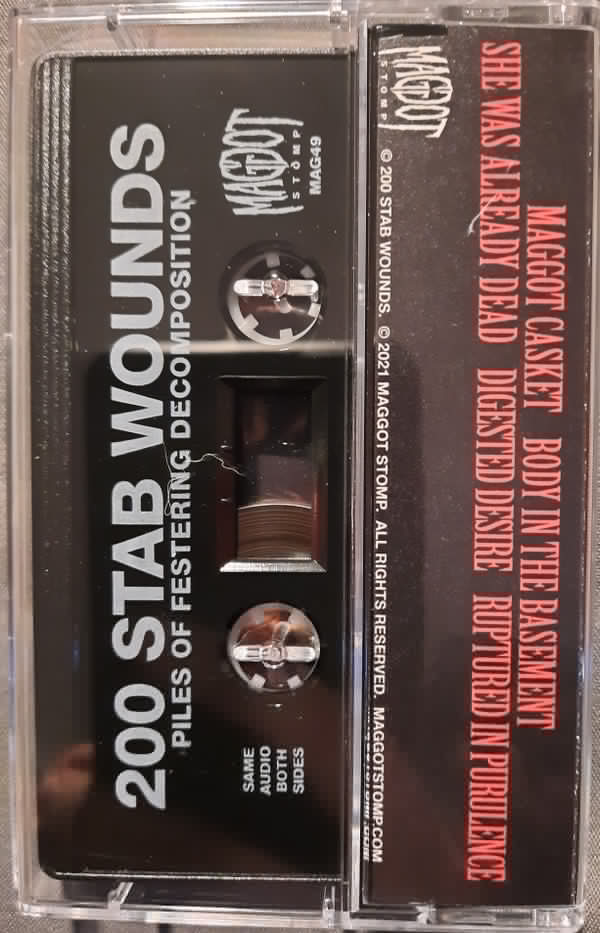 200 STAB WOUNDS
PILES OF FESTERING DECOMPOSITION
MAGGOT
STOMP
MAG49
SAME
AUDIO
BOTH
SIDES
MAGGOT CASKET BODY IN THE BASEMENT
SHE WAS ALREADY DEAD DIGESTED DESIRE RUPTURED IN PURULENCE
MAGGOT
STOMP
© 200 STAB WOUNDS. © 2021 MAGGOT STOMP. ALL RIGHTS RESERVED. MAGGOTSTOMP.COM